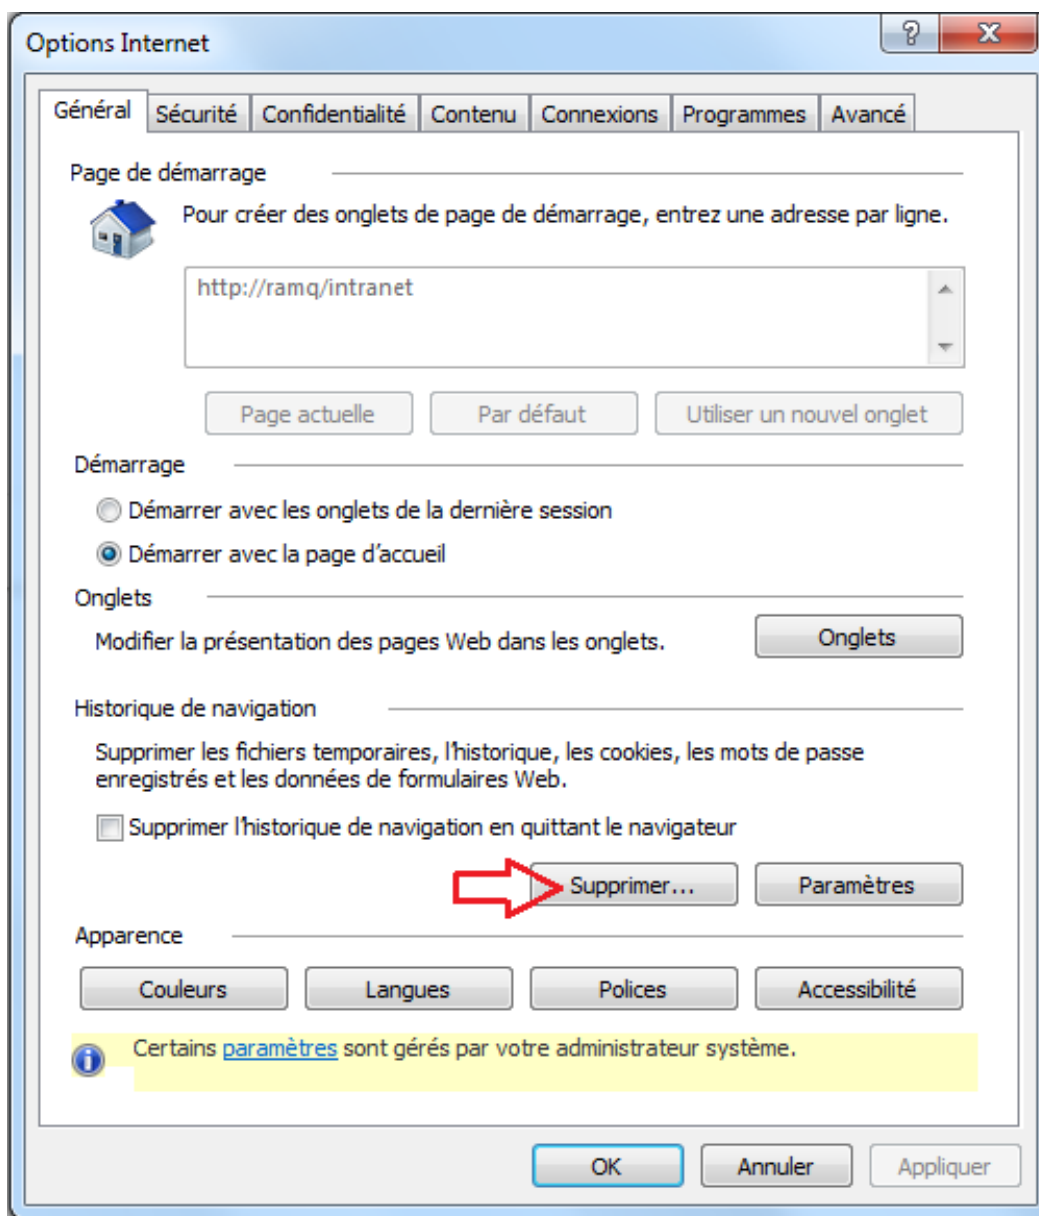 Options Internet
Général Sécurité Confidentialité Contenu Connexions Programmes Avancé
Page de démarrage
Pour créer des onglets de page de démarrage, entrez une adresse par ligne.
http://ramq/intranet
Page actuelle Par défaut Utiliser un nouvel onglet
Démarrage
Démarrer avec les onglets de la dernière session
Démarrer avec la page d'accueil
Onglets
Modifier la présentation des pages Web dans les onglets. Onglets
Historique de navigation
Supprimer les fichiers temporaires, l'historique, les cookies, les mots de passe
enregistrés et les données de formulaires Web.
Supprimer l'historique de navigation en quittant le navigateur
Supprimer... Paramètres
Apparence
Couleurs Langues Polices Accessibilité
Certains paramètres sont gérés par votre administrateur système.
OK Annuler Appliquer